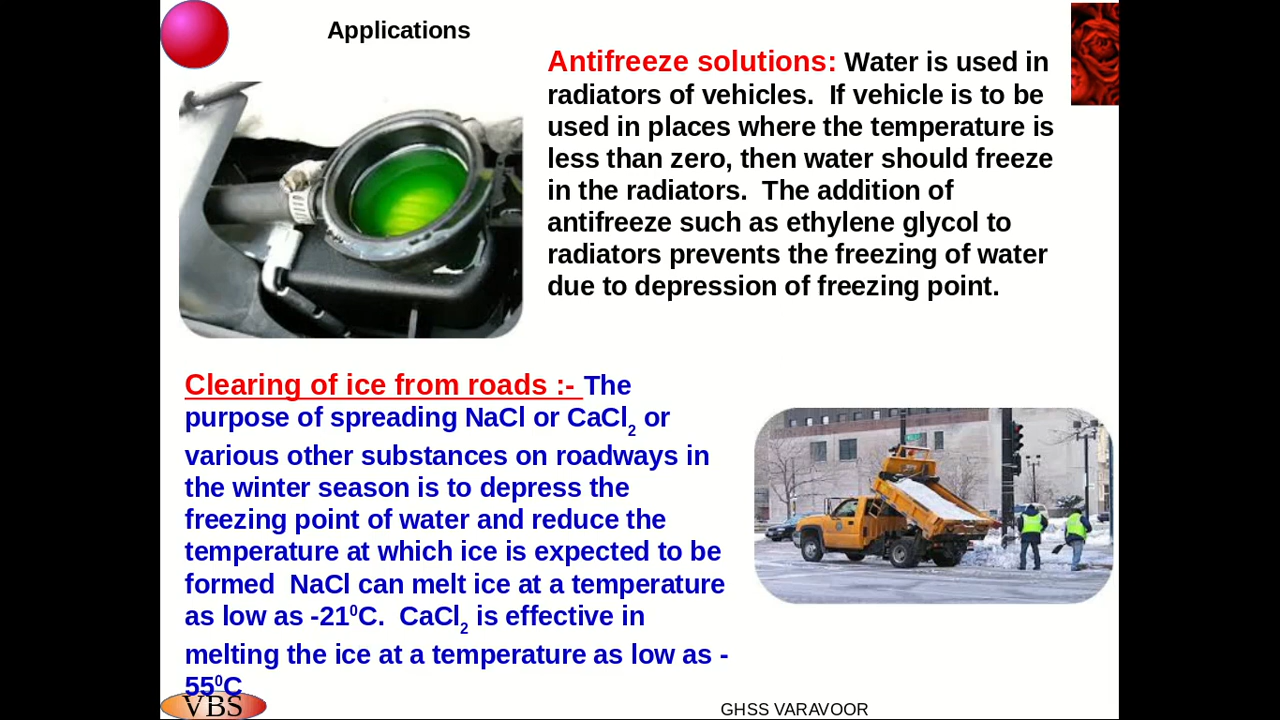 Applications
Antifreeze solutions: Water is used in
radiators of vehicles.  If vehicle is to be
used in places where the temperature is
less than zero, then water should freeze
in the radiators.  The addition of
antifreeze such as ethylene glycol to
radiators prevents the freezing of water
due to depression of freezing point.
Clearing of ice from roads :- The
purpose of spreading NaCl or CaCl₂ or
various other substances on roadways in
the winter season is to depress the
freezing point of water and reduce the
temperature at which ice is expected to be
formed  NaCl can melt ice at a temperature
as low as -21⁰C.  CaCl₂ is effective in
melting the ice at a temperature as low as -
55⁰C
VBS
GHSS VARAVOOR